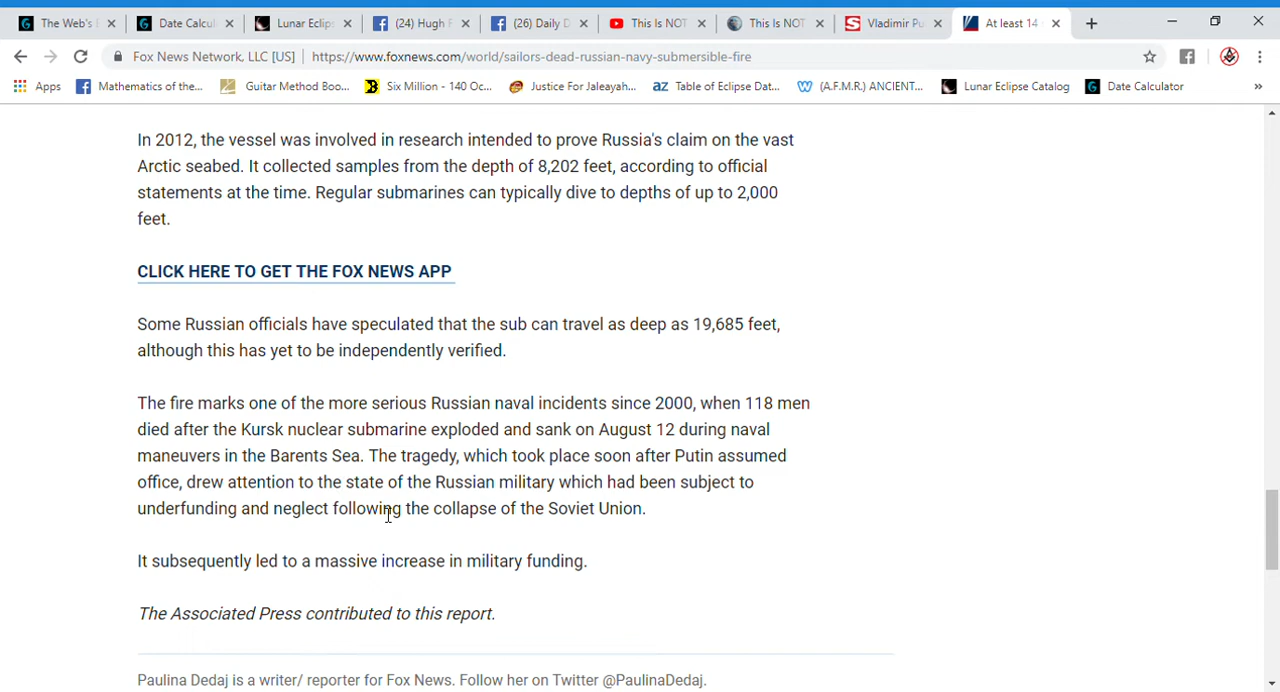 The Web's
Date Calcul
Lunar Eclips
(24) Hugh F
(26) Daily D
This Is NOT
This Is NOT
Vladimir Pu
At least 14
Fox News Network, LLC [US] | https://www.foxnews.com/world/sailors-dead-russian-navy-submersible-fire
Apps
Mathematics of the...
Guitar Method Boo...
Six Million - 140 Oc...
Justice For Jaleayah...
az Table of Eclipse Dat...
(A.F.M.R.) ANCIENT...
Lunar Eclipse Catalog
Date Calculator
»
In 2012, the vessel was involved in research intended to prove Russia's claim on the vast
Arctic seabed. It collected samples from the depth of 8,202 feet, according to official
statements at the time. Regular submarines can typically dive to depths of up to 2,000
feet.
CLICK HERE TO GET THE FOX NEWS APP
Some Russian officials have speculated that the sub can travel as deep as 19,685 feet,
although this has yet to be independently verified.
The fire marks one of the more serious Russian naval incidents since 2000, when 118 men
died after the Kursk nuclear submarine exploded and sank on August 12 during naval
maneuvers in the Barents Sea. The tragedy, which took place soon after Putin assumed
office, drew attention to the state of the Russian military which had been subject to
underfunding and neglect following the collapse of the Soviet Union.
It subsequently led to a massive increase in military funding.
The Associated Press contributed to this report.
Paulina Dedaj is a writer/ reporter for Fox News. Follow her on Twitter @PaulinaDedaj.